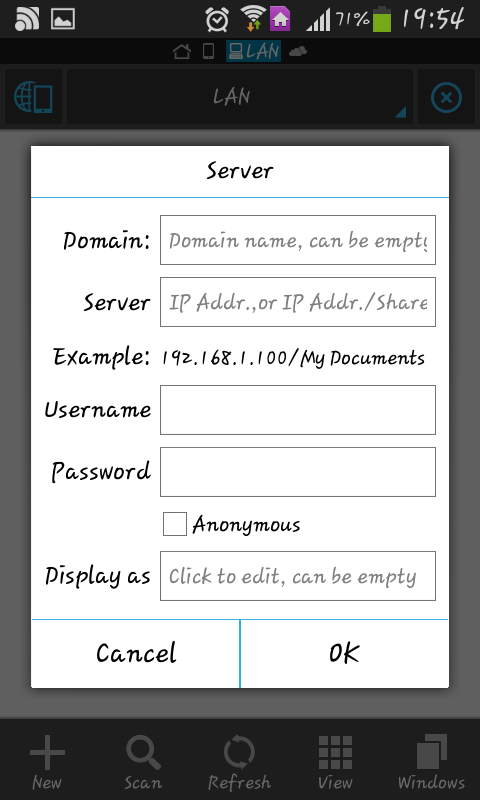 71% 19:54
LAN
LAN
Server
Domain: Domain name, can be empty
Server IP Addr.,or IP Addr./Share
Example: 192.168.1.100/My Documents
Username
Password
Anonymous
Display as Click to edit, can be empty
Cancel OK
New Scan Refresh View Windows